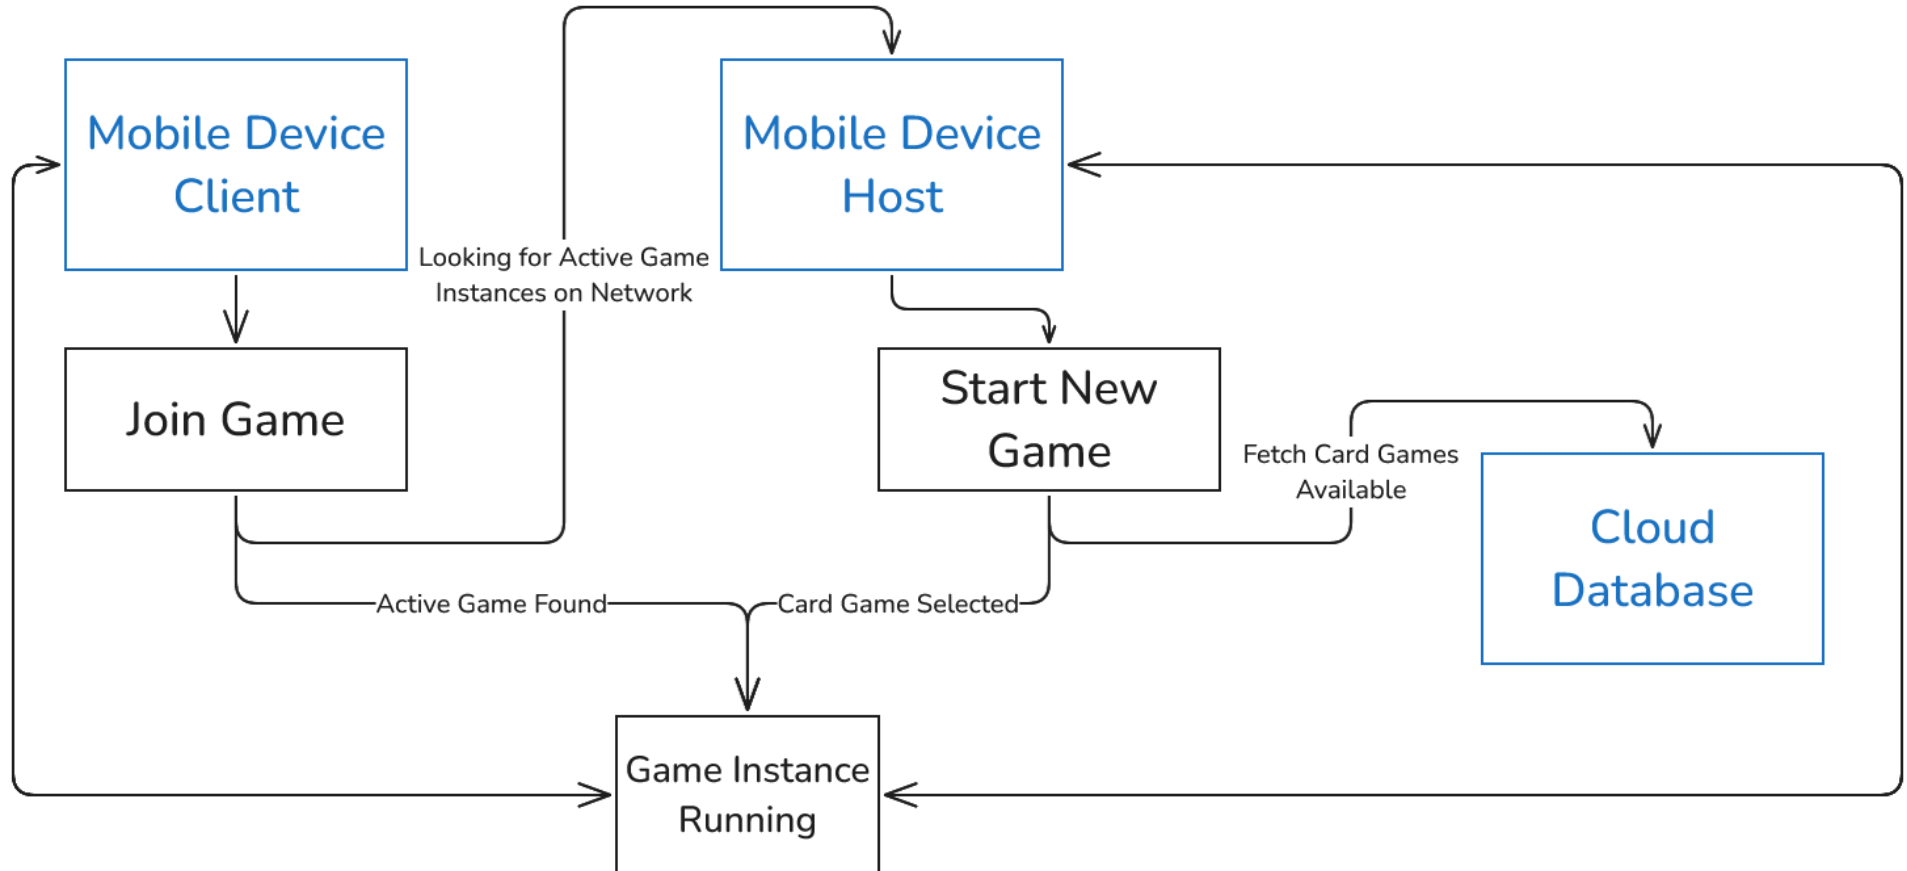 Mobile Device
Client
Mobile Device
Host
Looking for Active Game
Instances on Network
Join Game
Start New
Game
Fetch Card Games
Available
Cloud
Database
Active Game Found
Card Game Selected
Game Instance
Running